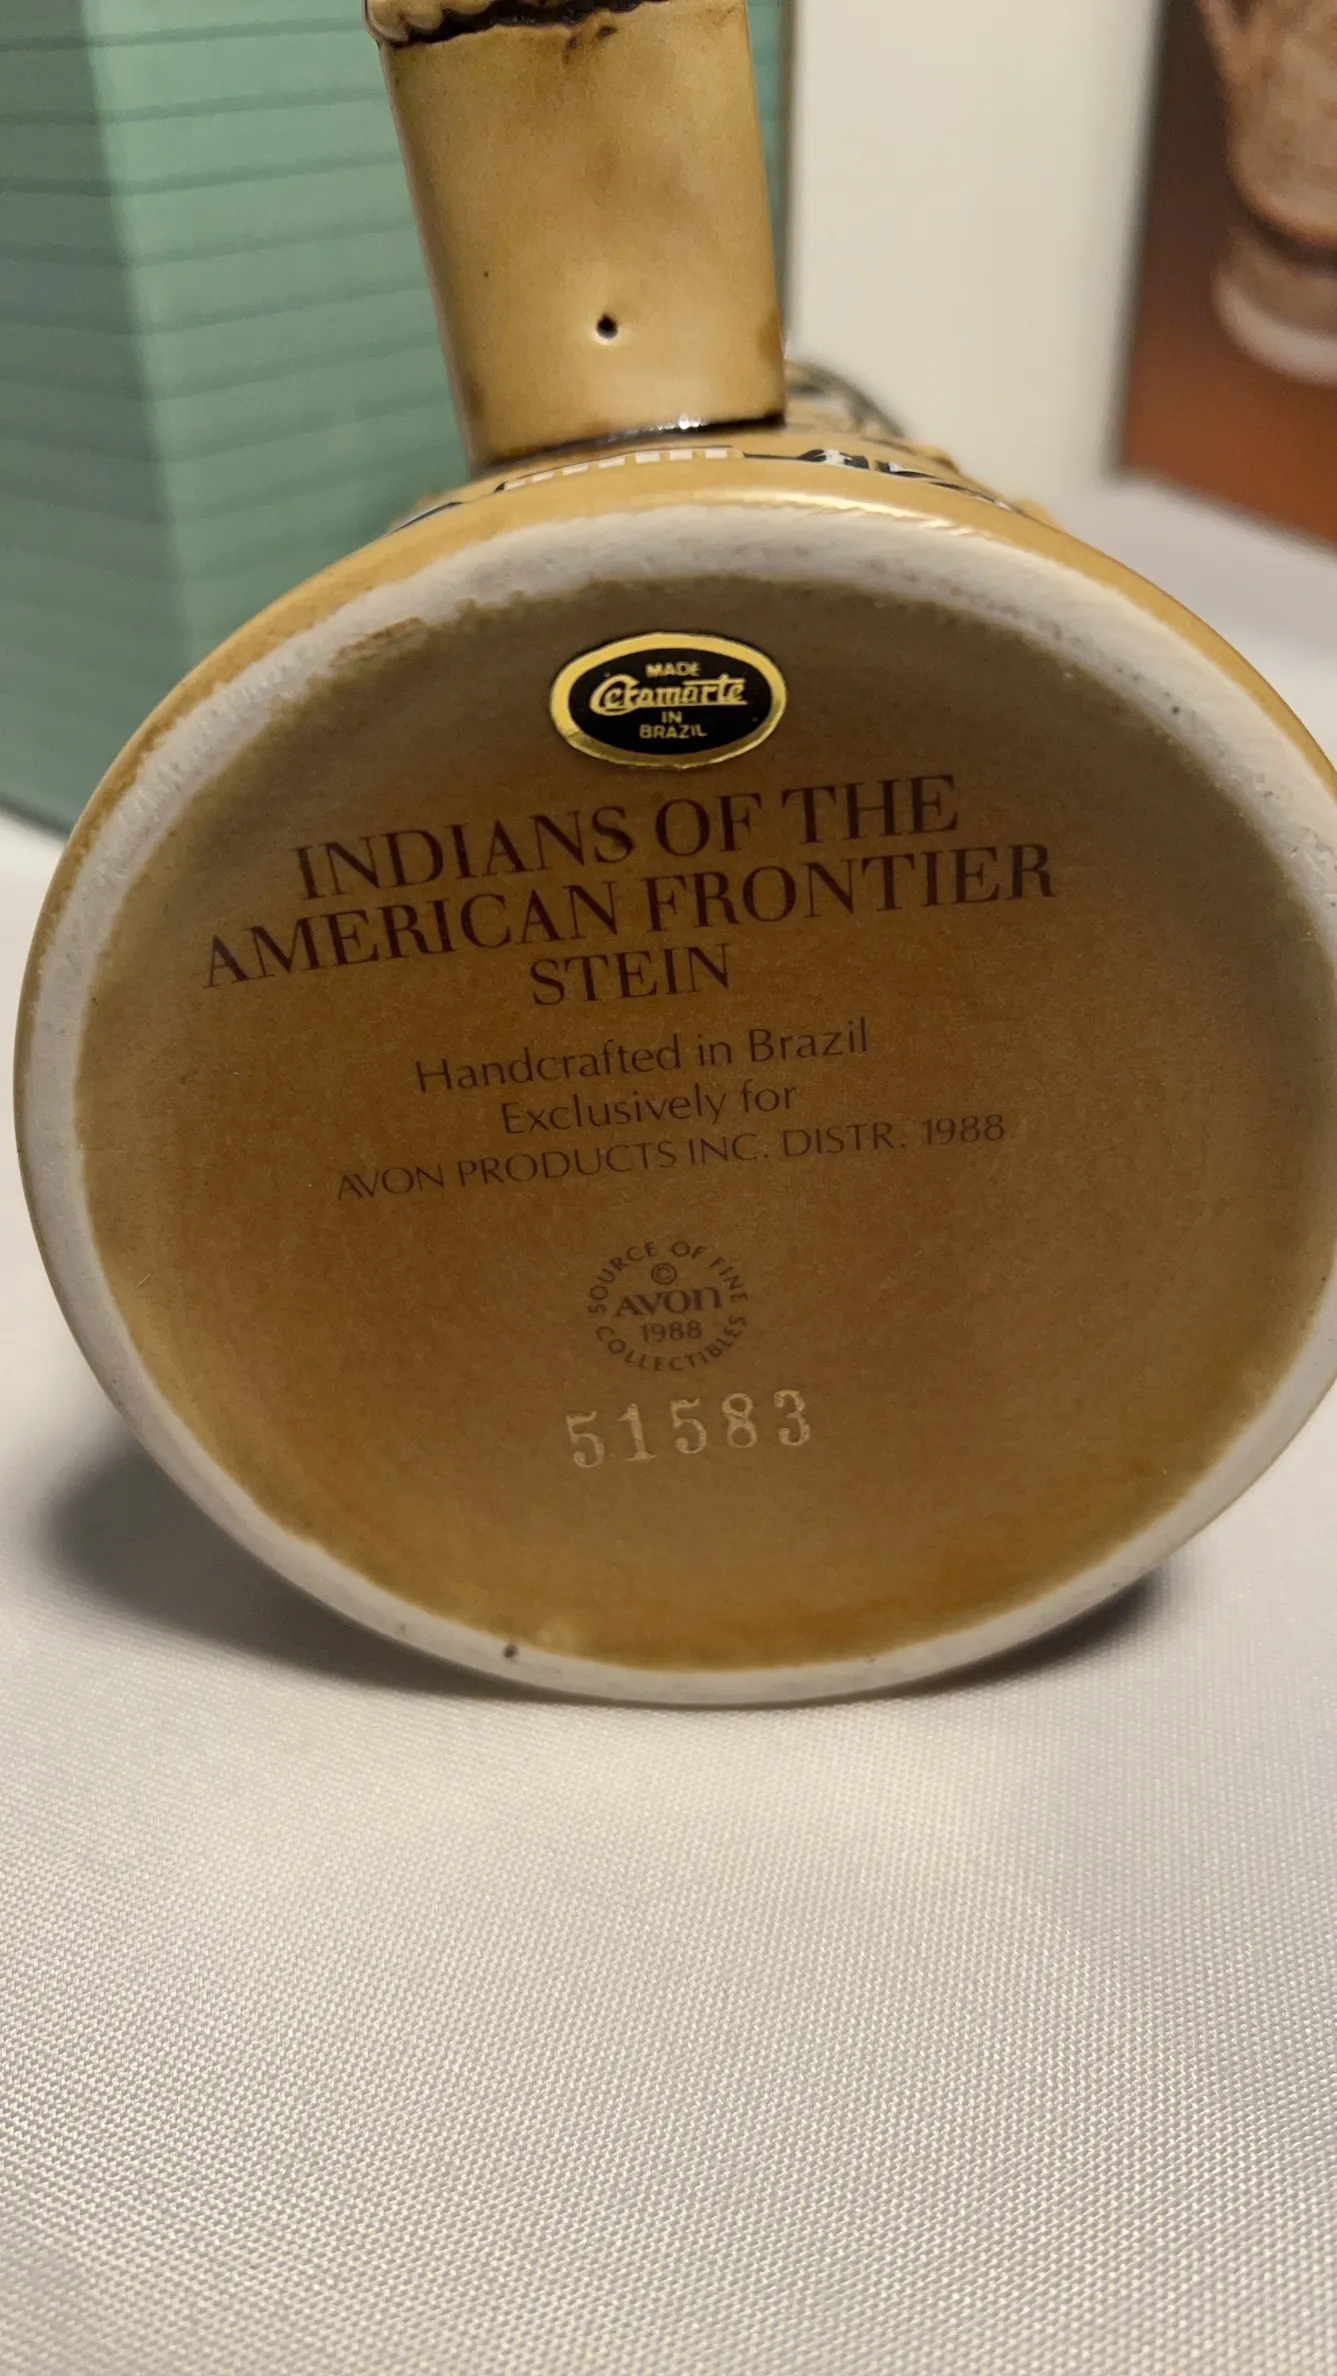 MADE
Ceramarte
IN
BRAZIL
INDIANS OF THE
AMERICAN FRONTIER
STEIN
Handcrafted in Brazil
Exclusively for
AVON PRODUCTS INC. DISTR. 1988
SOURCE OF FINE
©
AVON
1988
COLLECTIBLES
51583